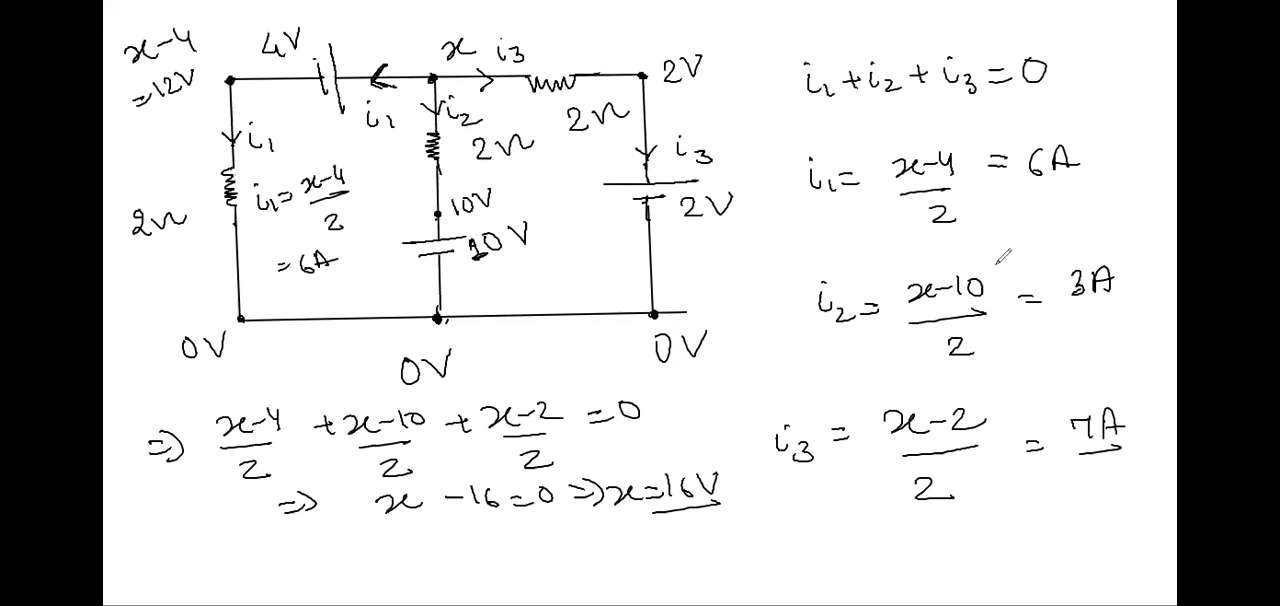 x-4
=12V
4V
x i3
2V
i1+i2+i3=0
i1
i2
i1
2Ω
2Ω
i3
i1= x-4/2 = 6A
i1=x-4/2
=6A
2Ω
10V
10V
2V
i2= x-10/2 = 3A
0V
0V
0V
=> x-4/2 + x-10/2 + x-2/2 =0
i3= x-2/2 = 7A
=> x -16=0 => x=16V